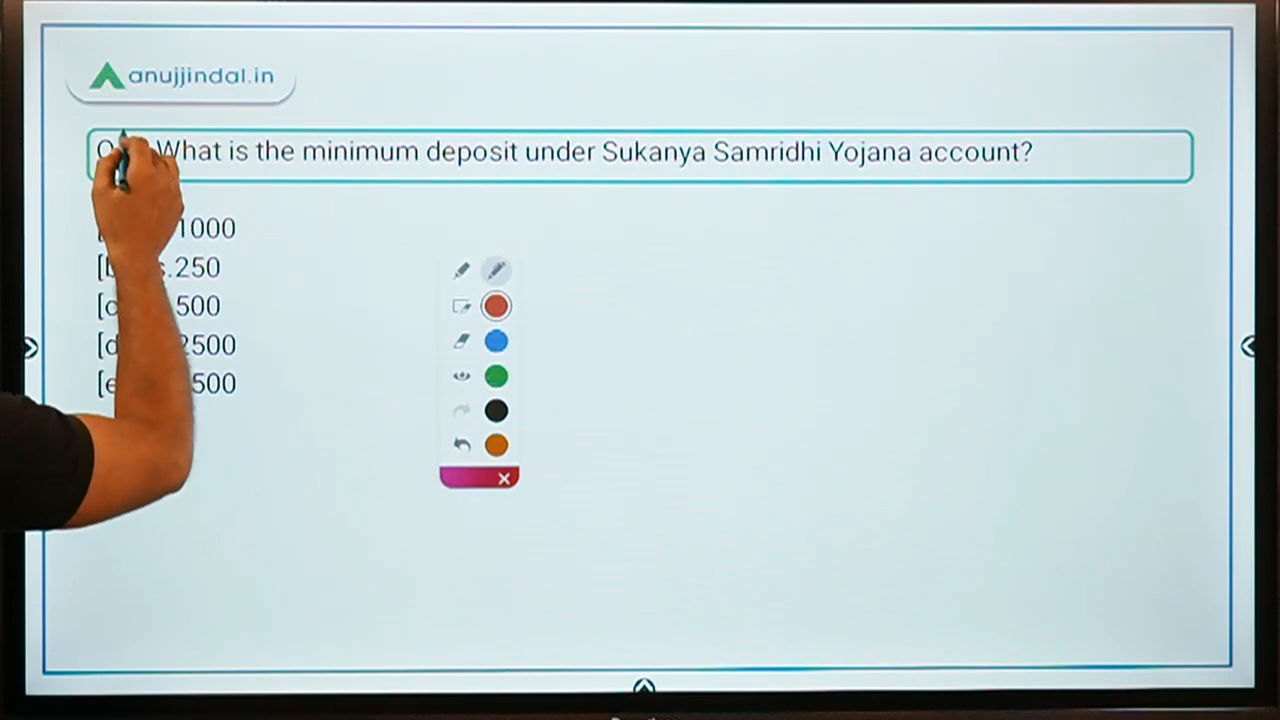 anujjindal.in
What is the minimum deposit under Sukanya Samridhi Yojana account?
1000
.250
500
2500
500